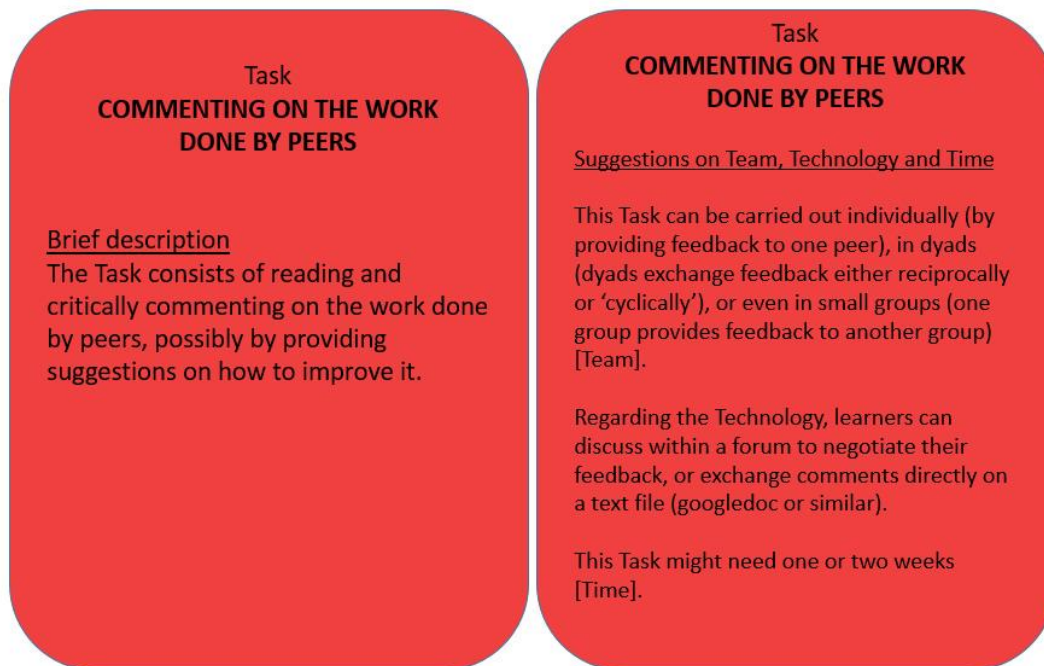 Task
COMMENTING ON THE WORK
DONE BY PEERS
Brief description
The Task consists of reading and
critically commenting on the work done
by peers, possibly by providing
suggestions on how to improve it.
Task
COMMENTING ON THE WORK
DONE BY PEERS
Suggestions on Team, Technology and Time
This Task can be carried out individually (by
providing feedback to one peer), in dyads
(dyads exchange feedback either reciprocally
or ‘cyclically’), or even in small groups (one
group provides feedback to another group)
[Team].
Regarding the Technology, learners can
discuss within a forum to negotiate their
feedback, or exchange comments directly on
a text file (googledoc or similar).
This Task might need one or two weeks
[Time].